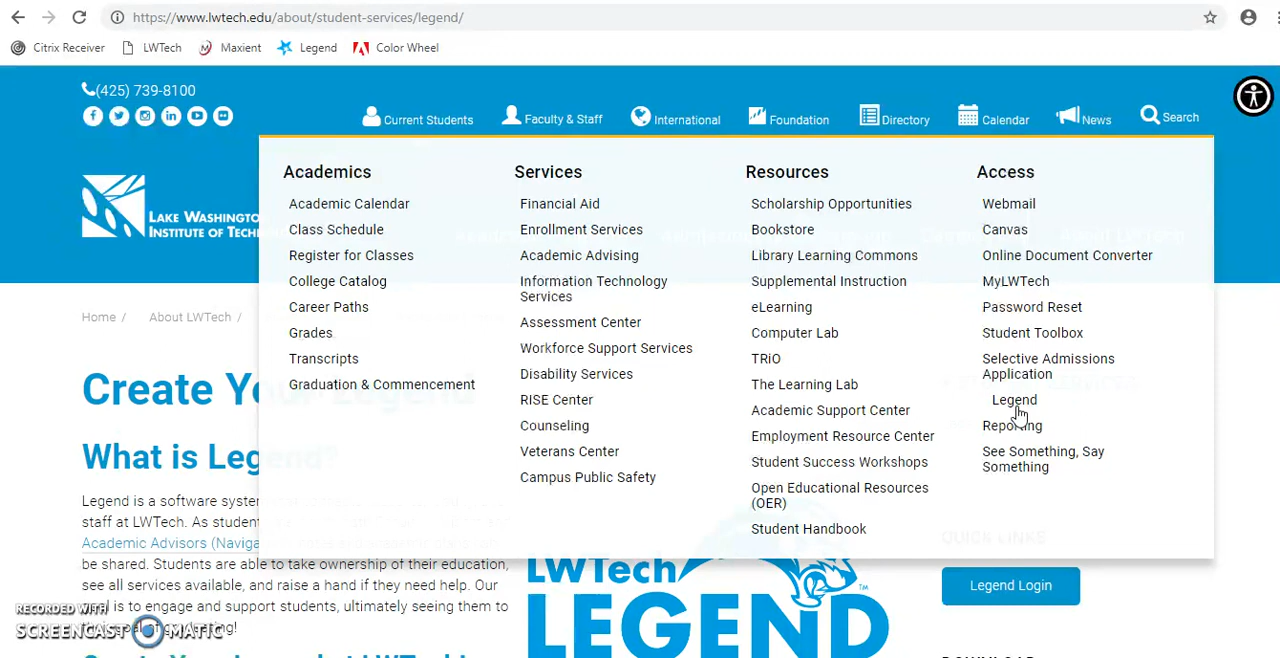 https://www.lwtech.edu/about/student-services/legend/
Citrix Receiver LWTech Maxient Legend Color Wheel
(425) 739-8100
Current Students Faculty & Staff International Foundation Directory Calendar News Search
LAKE WASHINGTON
INSTITUTE OF TECH
Academics
Academic Calendar
Class Schedule
Register for Classes
College Catalog
Career Paths
Grades
Transcripts
Graduation & Commencement
Services
Financial Aid
Enrollment Services
Academic Advising
Information Technology
Services
Assessment Center
Workforce Support Services
Disability Services
RISE Center
Counseling
Veterans Center
Campus Public Safety
Resources
Scholarship Opportunities
Bookstore
Library Learning Commons
Supplemental Instruction
eLearning
Computer Lab
TRiO
The Learning Lab
Academic Support Center
Employment Resource Center
Student Success Workshops
Open Educational Resources
(OER)
Student Handbook
Access
Webmail
Canvas
Online Document Converter
MyLWTech
Password Reset
Student Toolbox
Selective Admissions
Application
Legend
Reporting
See Something, Say
Something
Home / About LWTech /
Create Your Legend
What is Legend?
Legend is a software system
staff at LWTech. As student
Academic Advisors (Naviga
be shared. Students are able to take ownership of their education,
see all services available, and raise a hand if they need help. Our
goal is to engage and support students, ultimately seeing them to
LWTech
LEGEND
TM
QUICK LINKS
Legend Login
RECORDED WITH
SCREENCAST MATIC